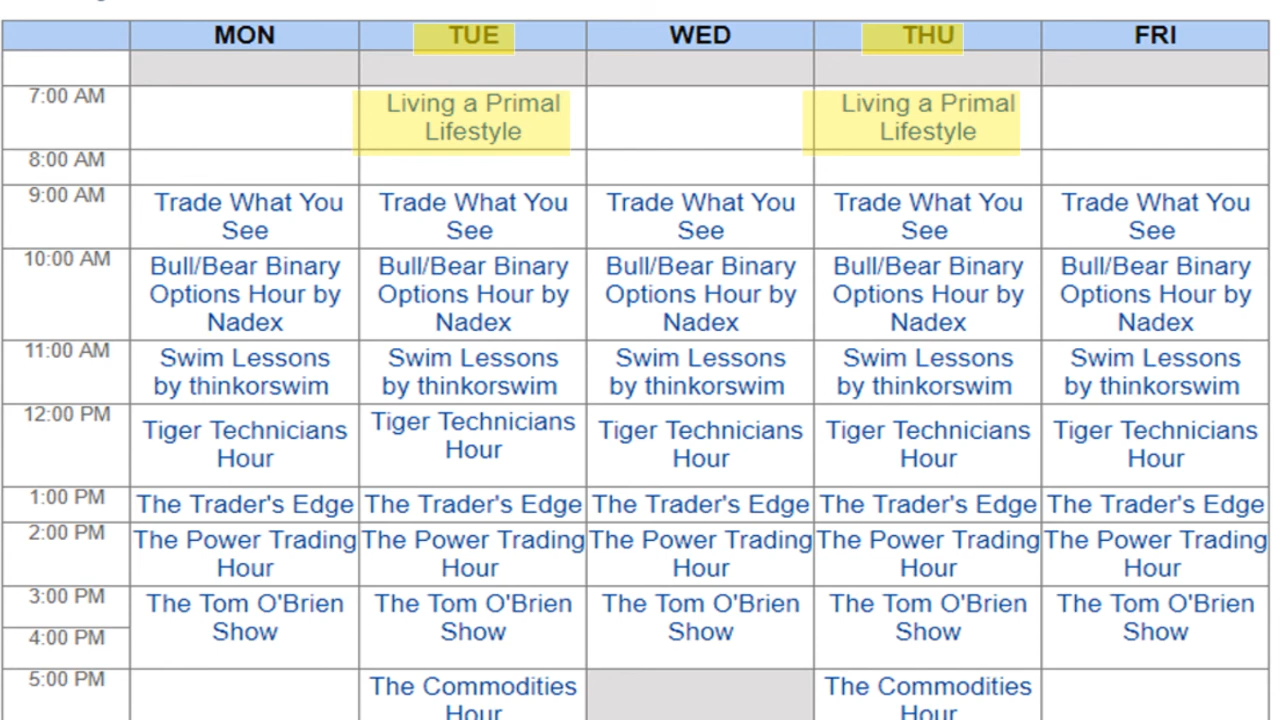 MON TUE WED THU FRI
7:00 AM Living a Primal Living a Primal
Lifestyle Lifestyle
8:00 AM
9:00 AM Trade What You Trade What You Trade What You Trade What You Trade What You
See See See See See
10:00 AM Bull/Bear Binary Bull/Bear Binary Bull/Bear Binary Bull/Bear Binary Bull/Bear Binary
Options Hour by Options Hour by Options Hour by Options Hour by Options Hour by
Nadex Nadex Nadex Nadex Nadex
11:00 AM Swim Lessons Swim Lessons Swim Lessons Swim Lessons Swim Lessons
by thinkorswim by thinkorswim by thinkorswim by thinkorswim by thinkorswim
12:00 PM Tiger Technicians Tiger Technicians Tiger Technicians Tiger Technicians Tiger Technicians
Hour Hour Hour Hour Hour
1:00 PM The Trader's Edge The Trader's Edge The Trader's Edge The Trader's Edge The Trader's Edge
2:00 PM The Power Trading The Power Trading The Power Trading The Power Trading The Power Trading
Hour Hour Hour Hour Hour
3:00 PM The Tom O'Brien The Tom O'Brien The Tom O'Brien The Tom O'Brien The Tom O'Brien
4:00 PM Show Show Show Show Show
5:00 PM The Commodities The Commodities
Hour Hour